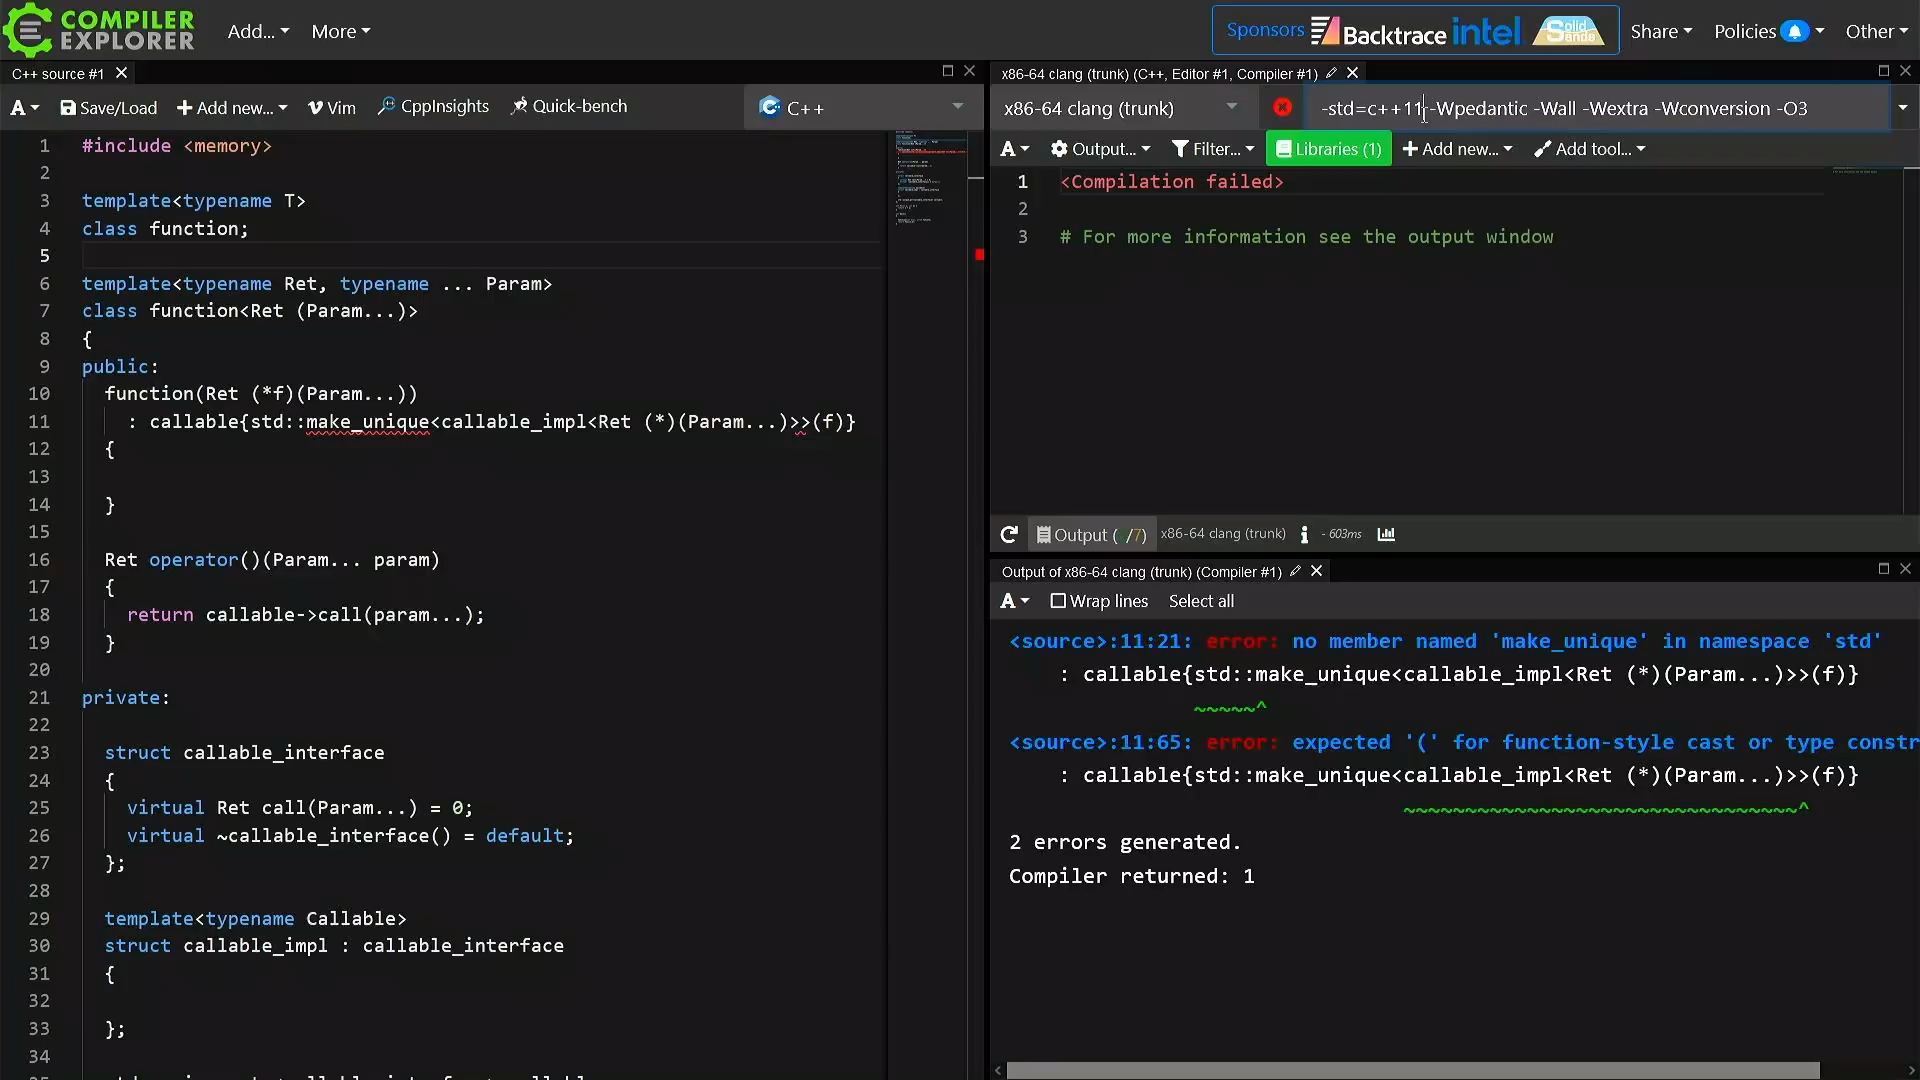 COMPILER
EXPLORER
Add...
More
Sponsors
Backtrace
intel
Solid
Sands
Share
Policies
Other
C++ source #1
A
Save/Load
Add new...
Vim
CppInsights
Quick-bench
C++
1 #include <memory>
2
3 template<typename T>
4 class function;
5
6 template<typename Ret, typename ... Param>
7 class function<Ret (Param...)>
8 {
9 public:
10 function(Ret (*f)(Param...))
11 : callable{std::make_unique<callable_impl<Ret (*)(Param...)>>(f)}
12 {
13
14 }
15
16 Ret operator()(Param... param)
17 {
18 return callable->call(param...);
19 }
20
21 private:
22
23 struct callable_interface
24 {
25 virtual Ret call(Param...) = 0;
26 virtual ~callable_interface() = default;
27 };
28
29 template<typename Callable>
30 struct callable_impl : callable_interface
31 {
32
33 };
34
x86-64 clang (trunk) (C++, Editor #1, Compiler #1)
x86-64 clang (trunk)
-std=c++11 -Wpedantic -Wall -Wextra -Wconversion -O3
A
Output...
Filter...
Libraries (1)
Add new...
Add tool...
1 <Compilation failed>
2
3 # For more information see the output window
Output ( /7)
x86-64 clang (trunk)
- 603ms
Output of x86-64 clang (trunk) (Compiler #1)
A
Wrap lines
Select all
<source>:11:21: error: no member named 'make_unique' in namespace 'std'
: callable{std::make_unique<callable_impl<Ret (*)(Param...)>>(f)}
~~~~~^
<source>:11:65: error: expected '(' for function-style cast or type constr
: callable{std::make_unique<callable_impl<Ret (*)(Param...)>>(f)}
~~~~~~~~~~~~~~~~~~~~~~~~~~~~~~~~^
2 errors generated.
Compiler returned: 1